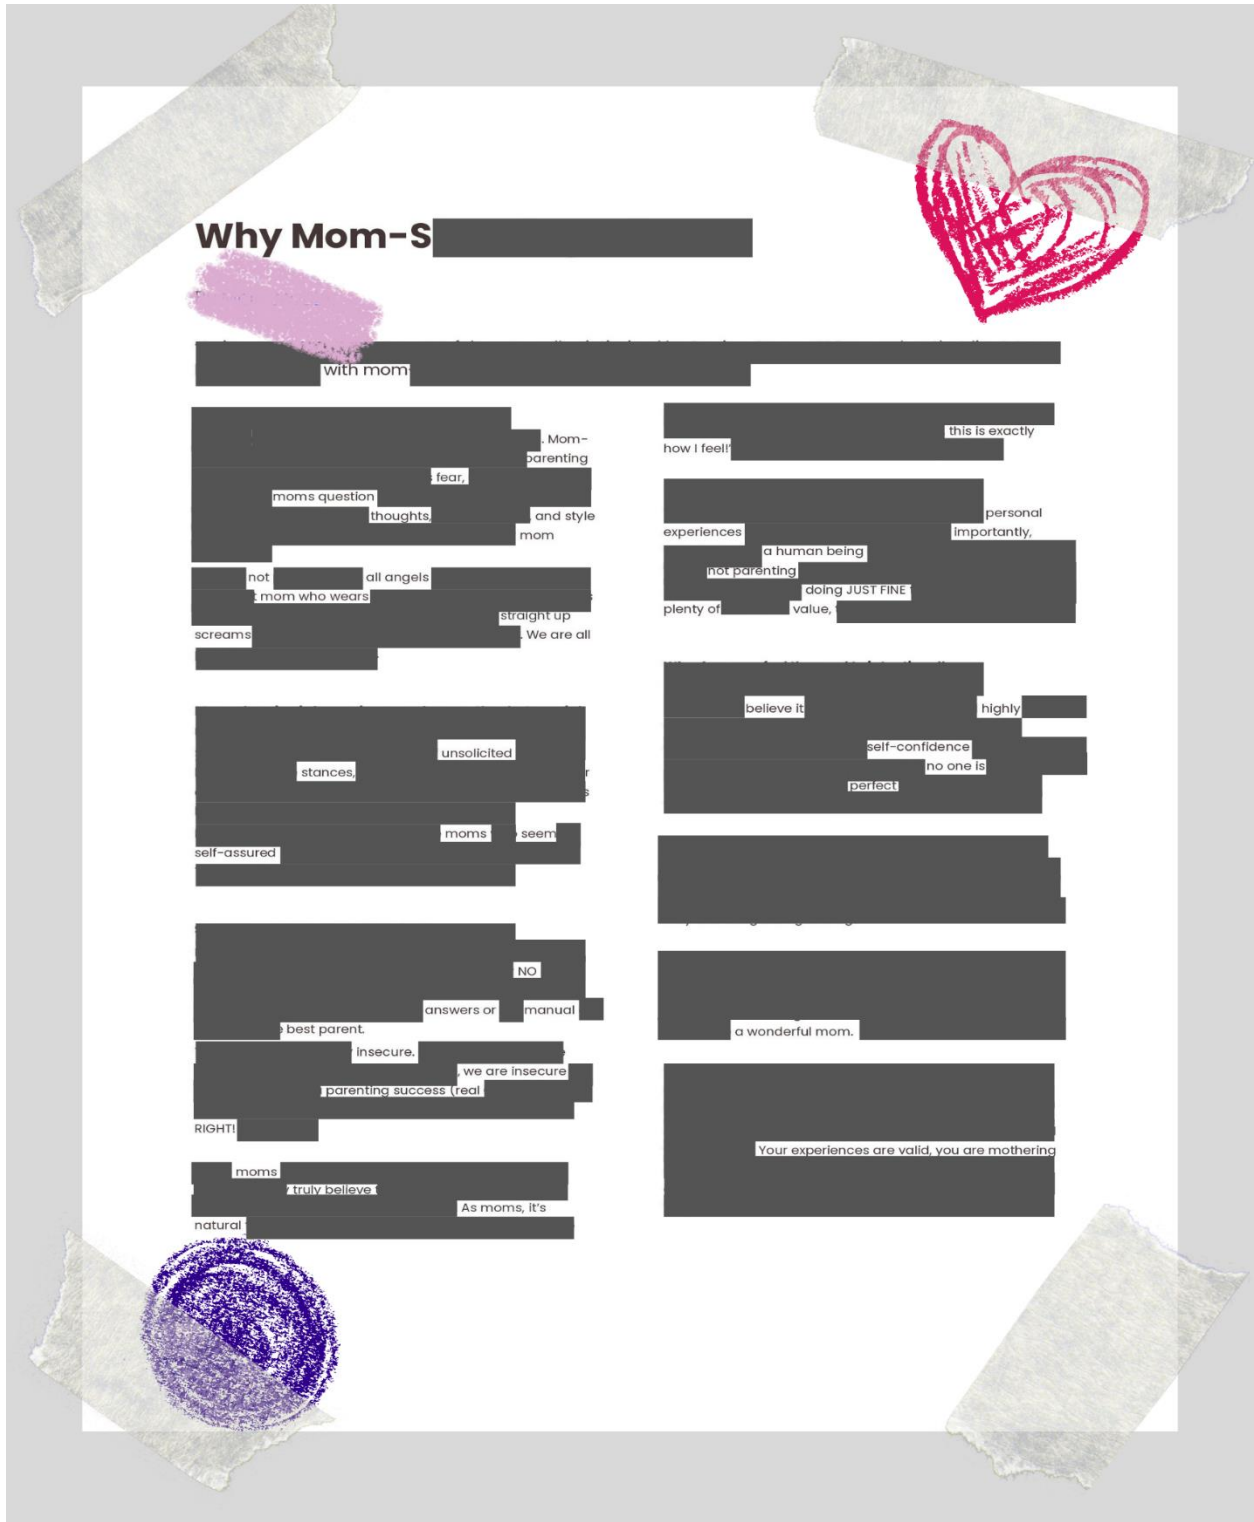 Why Mom-S
with mom-
. Mom-
parenting
fear,
moms question
thoughts, and style
mom
not all angels
mom who wears
straight up
screams . We are all
unsolicited
stances,
moms seem
self-assured
NO
answers or manual
best parent.
insecure.
, we are insecure
parenting success (real
RIGHT!
moms
truly believe
As moms, it's
natural
this is exactly
how I feel!'
personal
experiences importantly,
a human being
not parenting
doing JUST FINE
plenty of value,
believe it highly
self-confidence
no one is
perfect
a wonderful mom.
Your experiences are valid, you are mothering